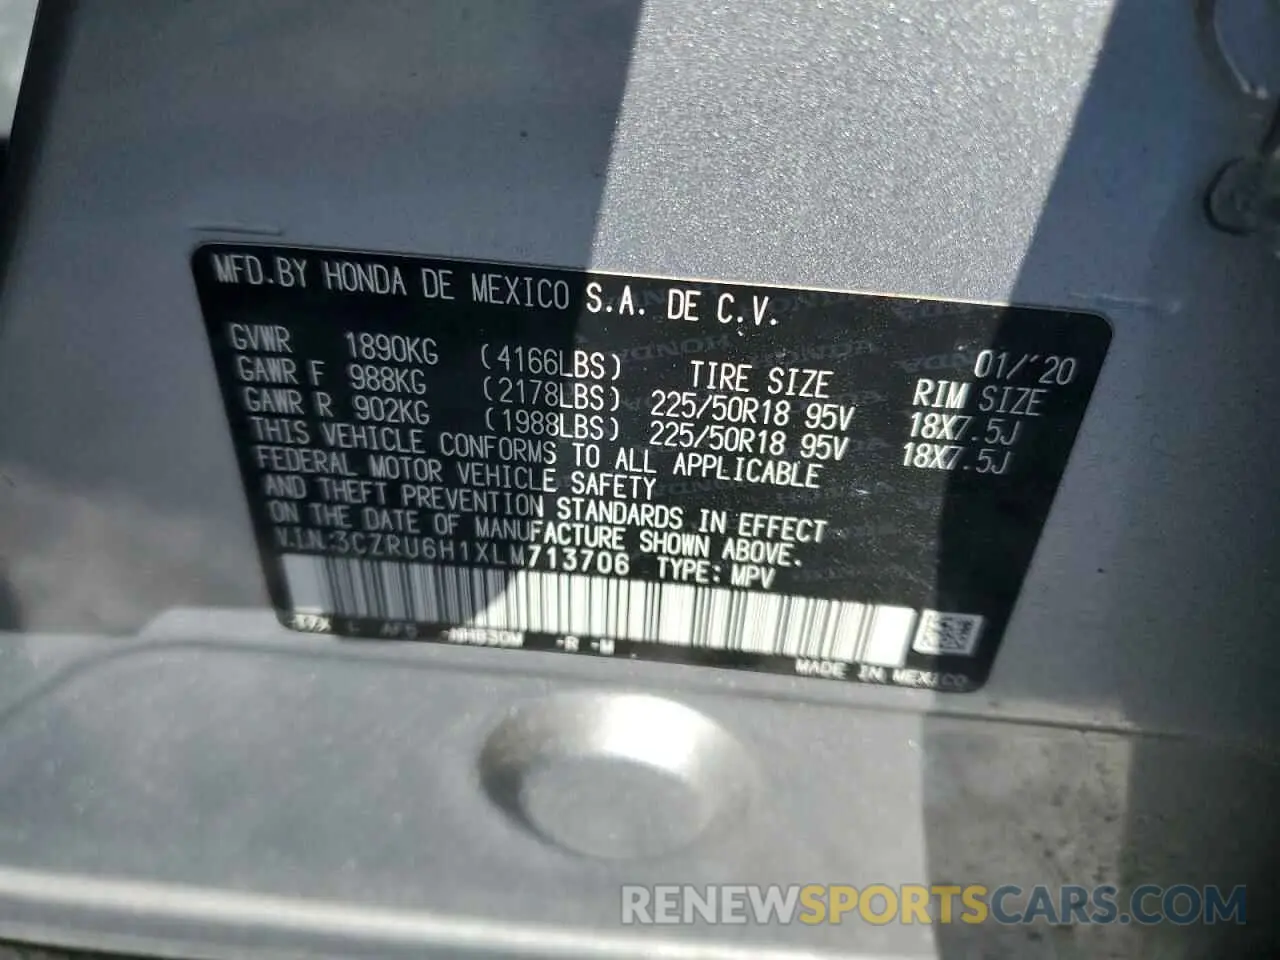 MFD.BY HONDA DE MEXICO S.A. DE C.V.
01/'20
GVWR 1890KG (4166LBS) TIRE SIZE RIM SIZE
GAWR F 988KG (2178LBS) 225/50R18 95V 18X7.5J
GAWR R 902KG (1988LBS) 225/50R18 95V 18X7.5J
THIS VEHICLE CONFORMS TO ALL APPLICABLE
FEDERAL MOTOR VEHICLE SAFETY
AND THEFT PREVENTION STANDARDS IN EFFECT
ON THE DATE OF MANUFACTURE SHOWN ABOVE.
V.I.N.:3CZRU6H1XLM713706 TYPE: MPV
-R -M
MADE IN MEXICO
RENEWSPORTSCARS.COM